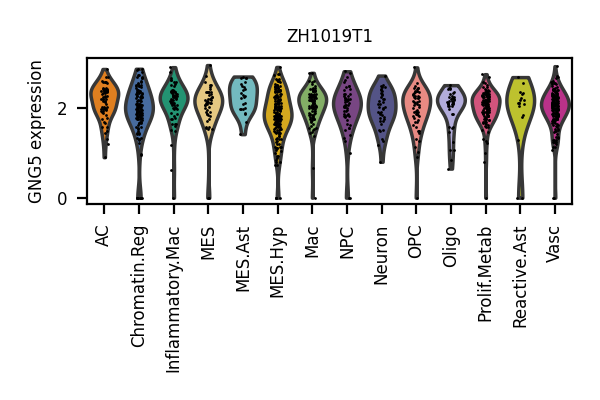 ZH1019T1
GNG5 expression
2
0
AC
Chromatin.Reg
Inflammatory.Mac
MES
MES.Ast
MES.Hyp
Mac
NPC
Neuron
OPC
Oligo
Prolif.Metab
Reactive.Ast
Vasc